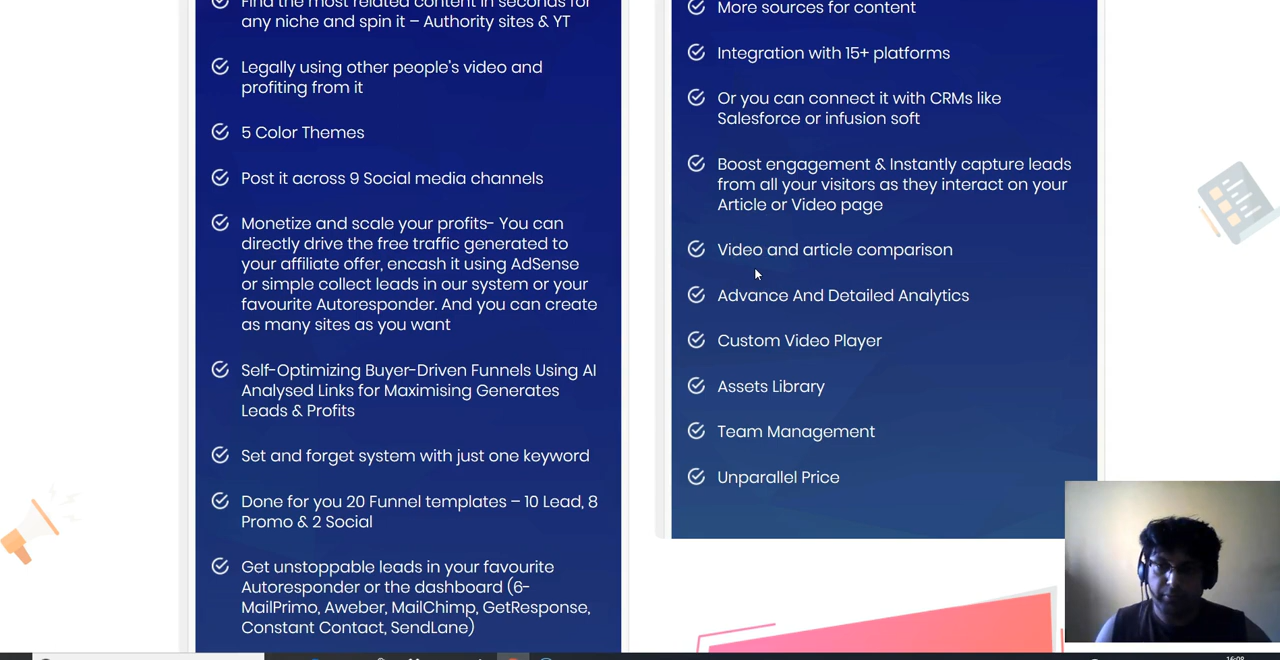 Find the most related content in seconds for
any niche and spin it – Authority sites & YT
Legally using other people's video and
profiting from it
5 Color Themes
Post it across 9 Social media channels
Monetize and scale your profits– You can
directly drive the free traffic generated to
your affiliate offer, encash it using AdSense
or simple collect leads in our system or your
favourite Autoresponder. And you can create
as many sites as you want
Self-Optimizing Buyer-Driven Funnels Using AI
Analysed Links for Maximising Generates
Leads & Profits
Set and forget system with just one keyword
Done for you 20 Funnel templates – 10 Lead, 8
Promo & 2 Social
Get unstoppable leads in your favourite
Autoresponder or the dashboard (6-
MailPrimo, Aweber, MailChimp, GetResponse,
Constant Contact, SendLane)
More sources for content
Integration with 15+ platforms
Or you can connect it with CRMs like
Salesforce or infusion soft
Boost engagement & Instantly capture leads
from all your visitors as they interact on your
Article or Video page
Video and article comparison
Advance And Detailed Analytics
Custom Video Player
Assets Library
Team Management
Unparallel Price